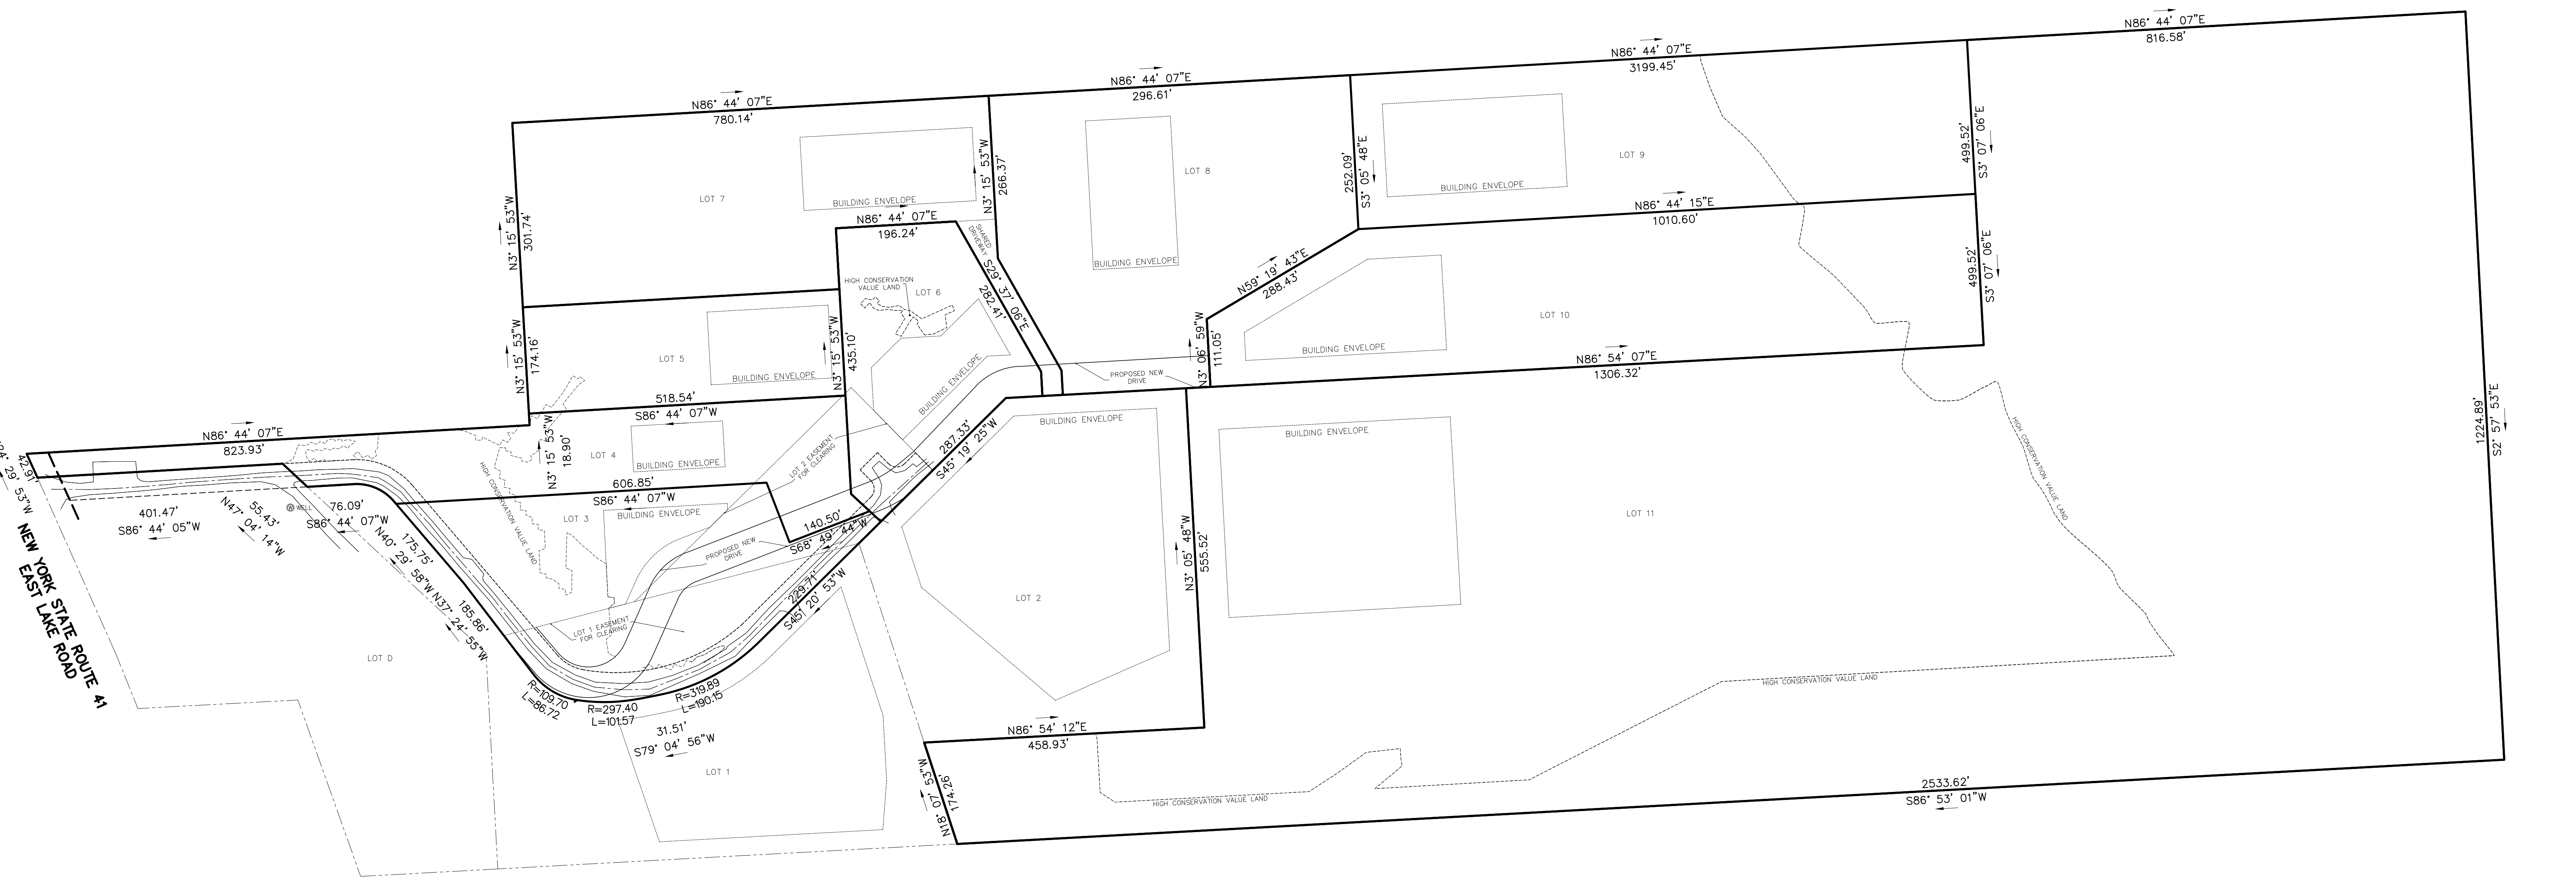 N86° 44' 07"E
816.58'
N86° 44' 07"E
3199.45'
N86° 44' 07"E
296.61'
N86° 44' 07"E
780.14'
LOT 7
BUILDING ENVELOPE
N3° 15' 53"W
301.74'
N3° 15' 53"W
266.37'
LOT 8
BUILDING ENVELOPE
252.09'
S3° 05' 48"E
LOT 9
BUILDING ENVELOPE
499.52'
S3° 07' 06"E
N86° 44' 15"E
1010.60'
N86° 44' 07"E
196.24'
SHARED
DRIVEWAY
S29° 37' 06"E
282.41'
HIGH CONSERVATION
VALUE LAND
LOT 6
BUILDING ENVELOPE
N59° 19' 43"E
288.43'
499.52'
S3° 07' 06"E
LOT 10
BUILDING ENVELOPE
N3° 15' 53"W
174.16'
LOT 5
BUILDING ENVELOPE
N3° 15' 53"W
435.10'
N3° 06' 59"W
111.05'
PROPOSED NEW
DRIVE
N86° 54' 07"E
1306.32'
518.54'
S86° 44' 07"W
N3° 15' 53"W
18.90'
LOT 4
BUILDING ENVELOPE
LOT 2 EASEMENT
FOR CLEARING
287.33'
S45° 19' 25"W
BUILDING ENVELOPE
BUILDING ENVELOPE
HIGH CONSERVATION VALUE LAND
1224.89'
S2° 57' 53"E
N86° 44' 07"E
823.93'
42.91'
29' 53"W
NEW YORK STATE ROUTE 41
EAST LAKE ROAD
401.47'
S86° 44' 05"W
55.43'
N47° 04' 14"W
WELL
76.09'
S86° 44' 07"W
HIGH CONSERVATION VALUE LAND
606.85'
S86° 44' 07"W
LOT 3
BUILDING ENVELOPE
175.75'
N40° 29' 58"W
185.86'
N37° 24' 55"W
PROPOSED NEW
DRIVE
140.50'
S68° 49' 44"W
LOT 1 EASEMENT
FOR CLEARING
229.71'
S45° 20' 53"W
LOT 2
N3° 05' 48"W
555.52'
LOT 11
LOT D
R=109.70
L=86.72
R=297.40
L=101.57
R=319.89
L=190.15
31.51'
S79° 04' 56"W
LOT 1
N86° 54' 12"E
458.93'
N18° 07' 53"W
174.26'
HIGH CONSERVATION VALUE LAND
HIGH CONSERVATION VALUE LAND
2533.62'
S86° 53' 01"W